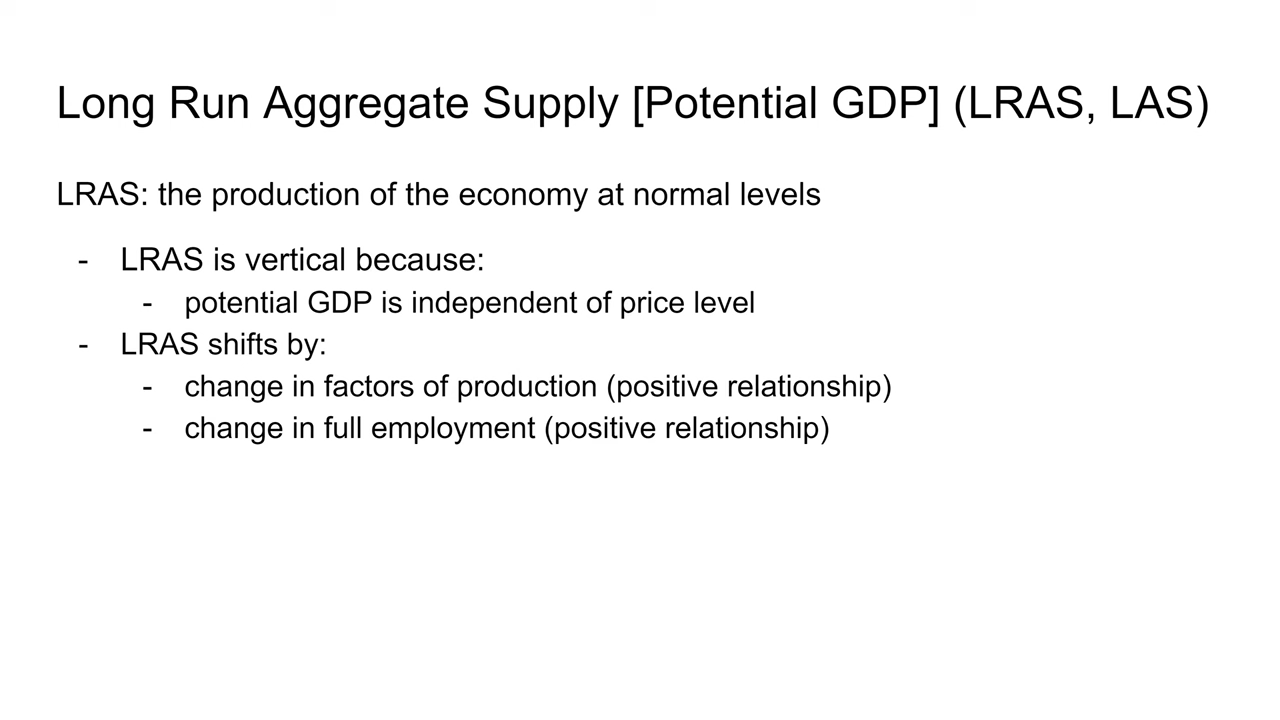 Long Run Aggregate Supply [Potential GDP] (LRAS, LAS)
LRAS: the production of the economy at normal levels
- LRAS is vertical because:
- potential GDP is independent of price level
- LRAS shifts by:
- change in factors of production (positive relationship)
- change in full employment (positive relationship)